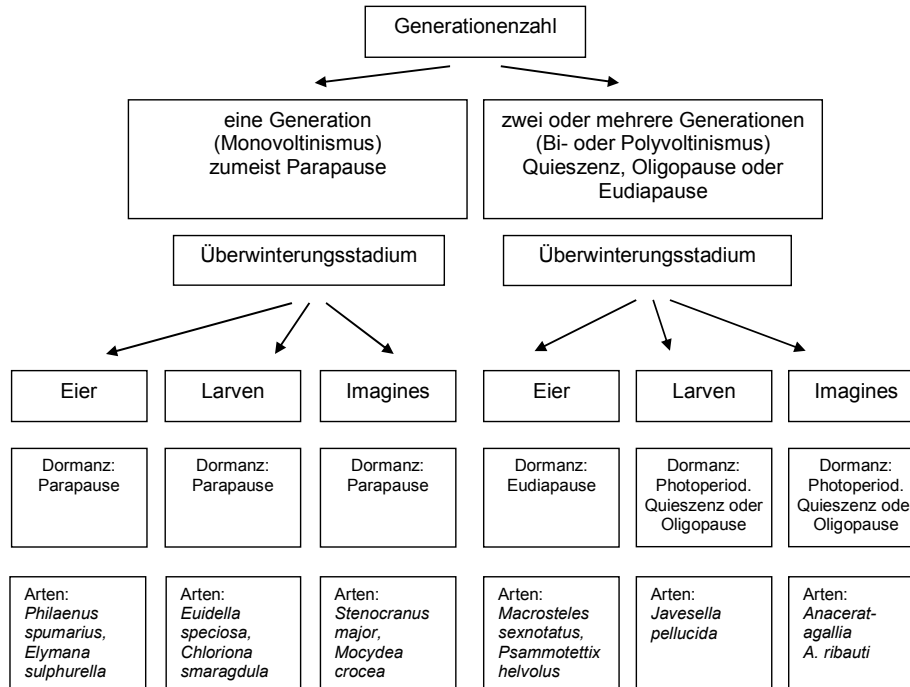 Generationenzahl
eine Generation
(Monovoltinismus)
zumeist Parapause
zwei oder mehrere Generationen
(Bi- oder Polyvoltinismus)
Quieszenz, Oligopause oder
Eudiapause
Überwinterungsstadium
Überwinterungsstadium
Eier
Larven
Imagines
Eier
Larven
Imagines
Dormanz:
Parapause
Dormanz:
Parapause
Dormanz:
Parapause
Dormanz:
Eudiapause
Dormanz:
Photoperiod.
Quieszenz oder
Oligopause
Dormanz:
Photoperiod.
Quieszenz ode
Oligopause
Arten:
Philaenus
spumarius,
Elymana
sulphurella
Arten:
Euidella
speciosa,
Chloriona
smaragdula
Arten:
Stenocranus
major,
Mocydea
crocea
Arten:
Macrosteles
sexnotatus,
Psammotettix
helvolus
Arten:
Javesella
pellucida
Arten:
Anacerat-
agallia
A. ribauti